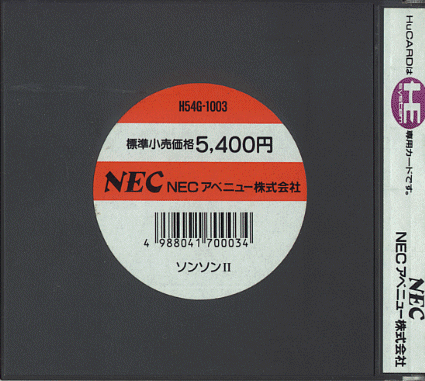 H54G-1003
標準小売価格5,400円
NEC NECアベニュー株式会社
4 988041 700034
ソンソンII
HuCARDは
HE
SYSTEM
専用カードです。
NEC
NECアベニュー株式会社